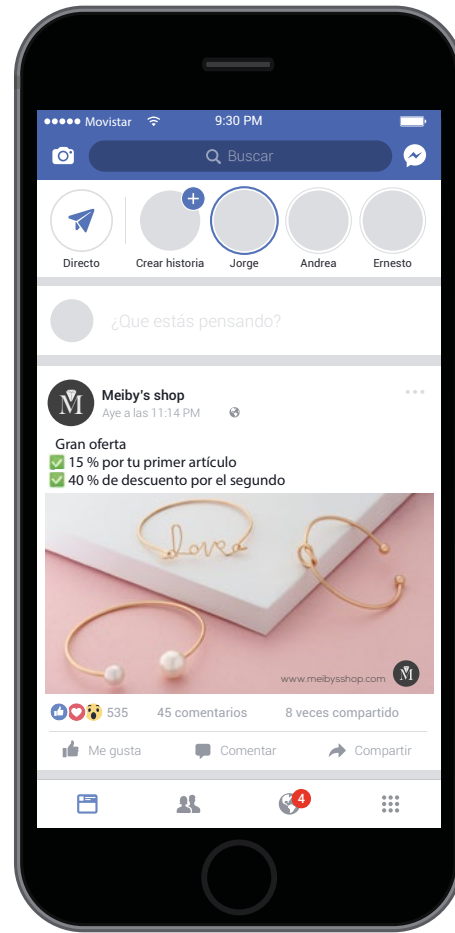 Movistar 9:30 PM
Buscar
Directo Crear historia Jorge Andrea Ernesto
¿Que estás pensando?
Meiby's shop
Aye a las 11:14 PM
Gran oferta
✅ 15 % por tu primer artículo
✅ 40 % de descuento por el segundo
Lovea
www.meibysshop.com M
535 45 comentarios 8 veces compartido
Me gusta Comentar Compartir
4